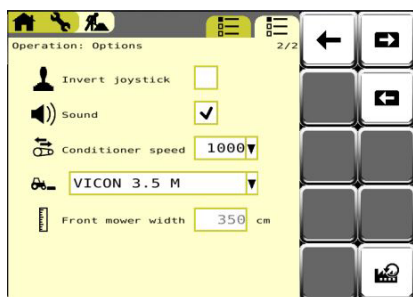 Operation: Options 2/2
Invert joystick
Sound
Conditioner speed 1000
VICON 3.5 M
Front mower width 350 cm